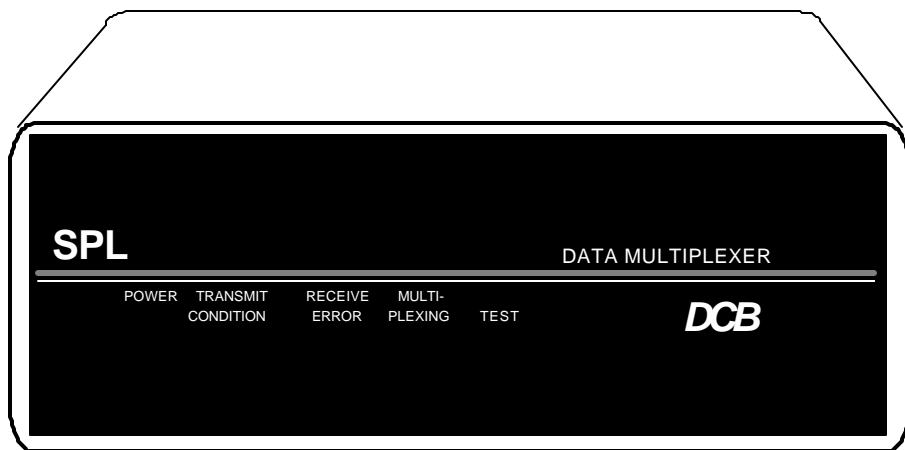 SPL
DATA MULTIPLEXER
POWER TRANSMIT RECEIVE MULTI-
CONDITION ERROR PLEXING TEST
DCB